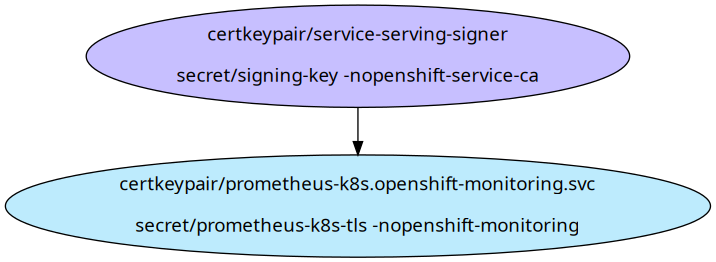 certkeypair/service-serving-signer
secret/signing-key -nopenshift-service-ca
certkeypair/prometheus-k8s.openshift-monitoring.svc
secret/prometheus-k8s-tls -nopenshift-monitoring